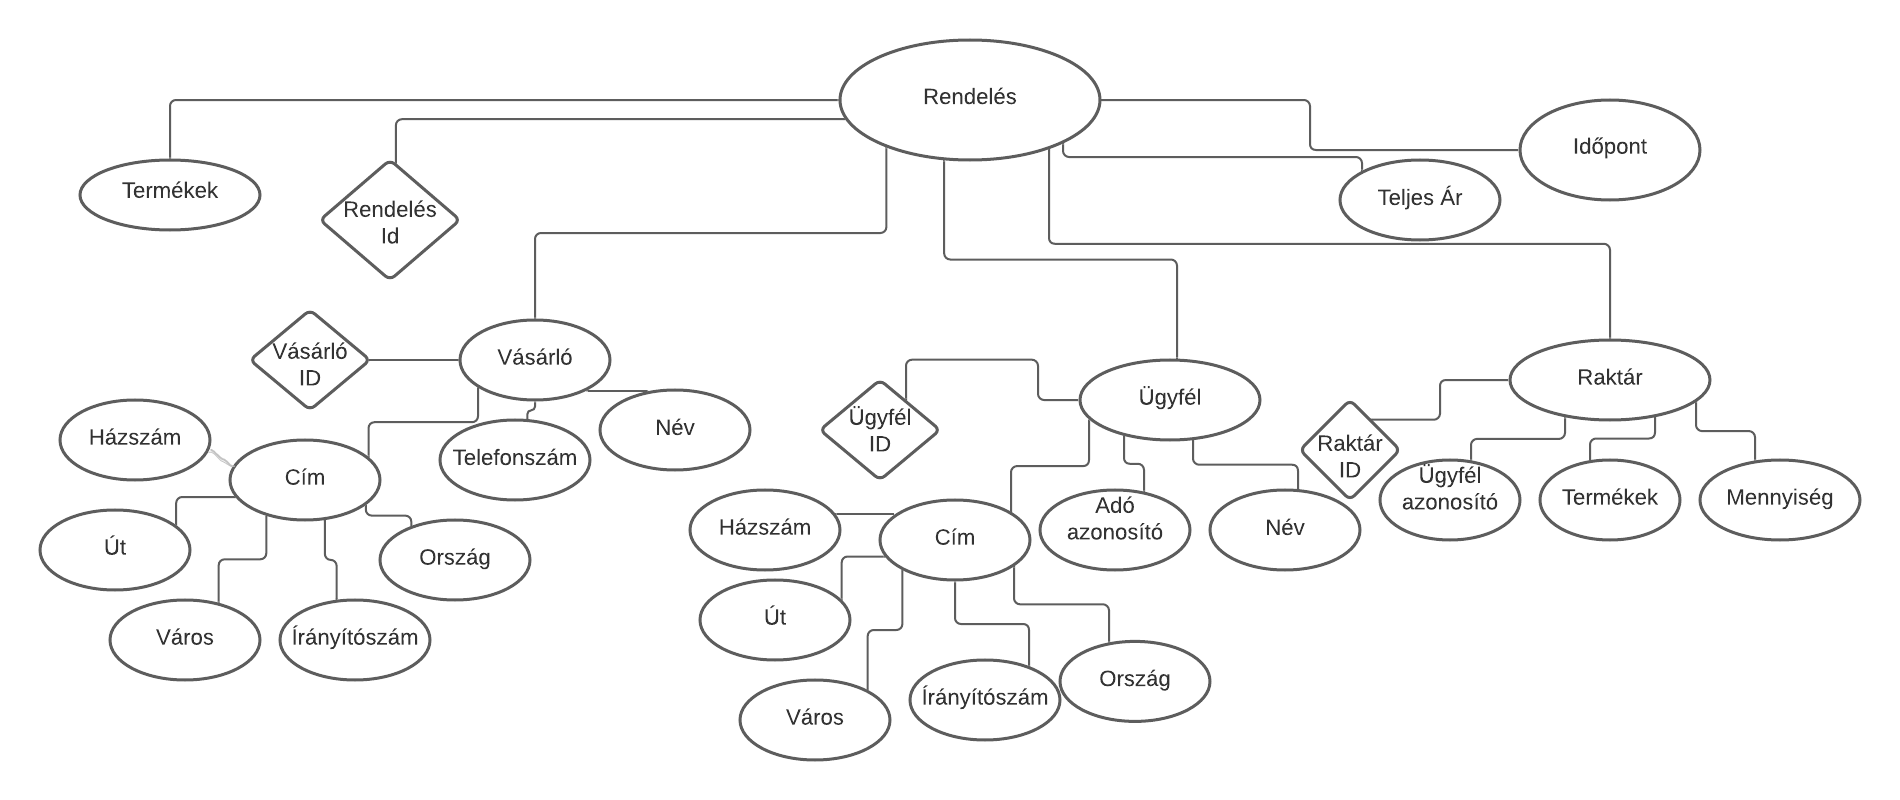 Rendelés
Időpont
Termékek
Teljes Ár
Rendelés
Id
Vásárló
ID
Vásárló
Ügyfél
ID
Ügyfél
Raktár
Raktár
ID
Név
Telefonszám
Házszám
Cím
Út
Ország
Város
Írányítószám
Házszám
Cím
Adó
azonosító
Név
Út
Város
Írányítószám
Ország
Ügyfél
azonosító
Termékek
Mennyiség